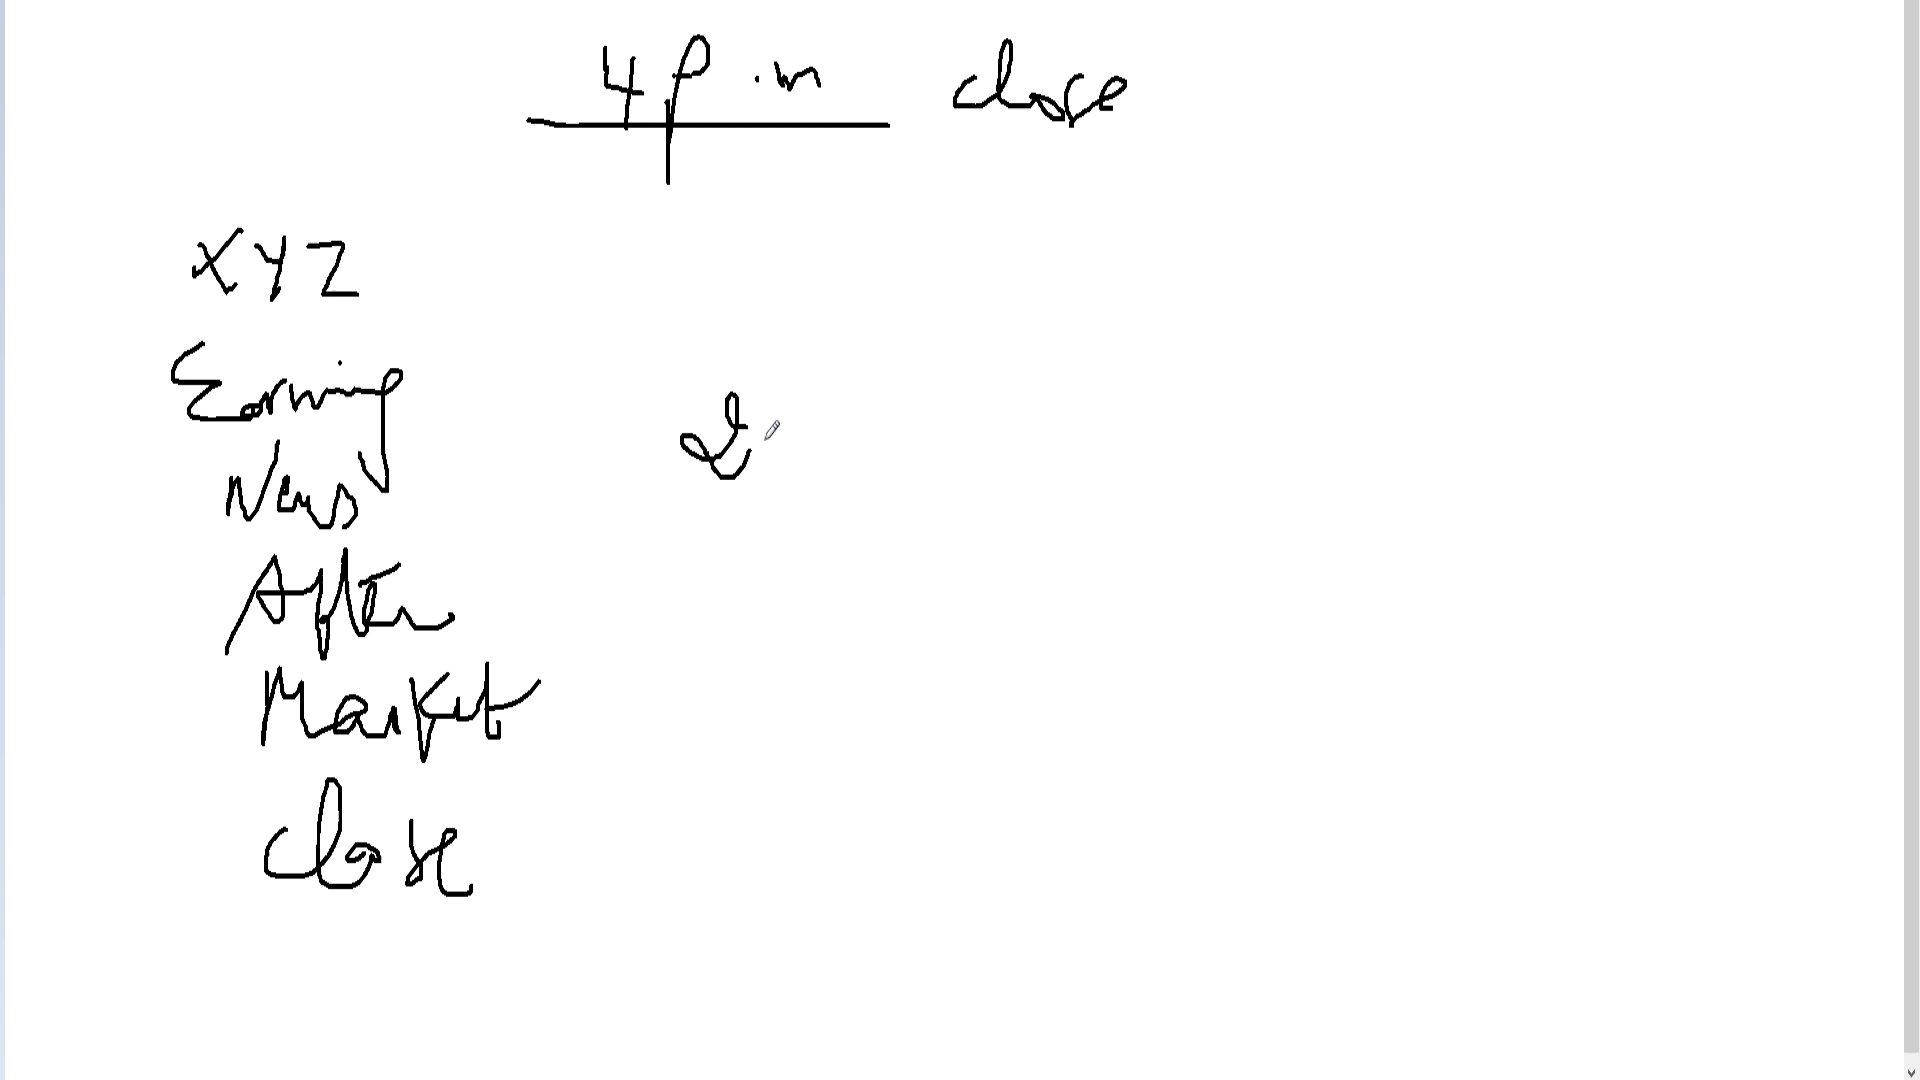 4 p.m close
XYZ
Earning
News
After
Market
Close